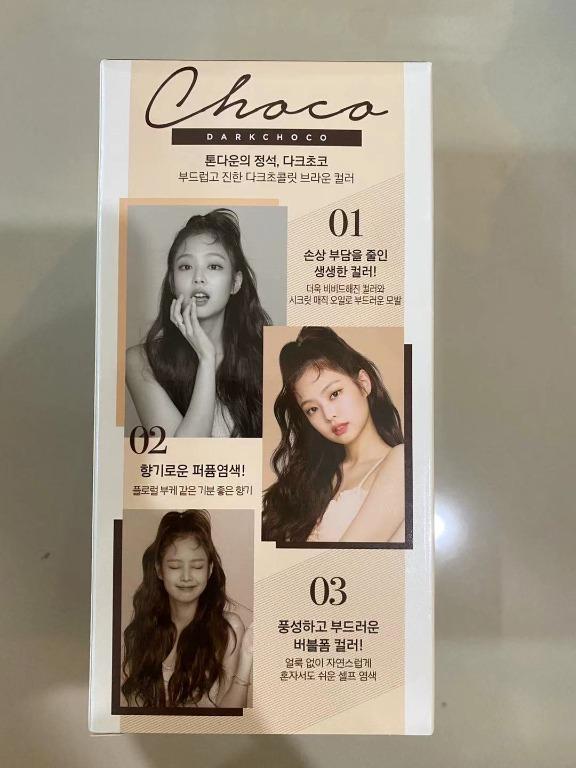 Choco
DARKCHOCO
톤다운의 정석, 다크초코
부드럽고 진한 다크초콜릿 브라운 컬러
01
손상 부담을 줄인
생생한 컬러!
더욱 비비드해진 컬러와
시크릿 매직 오일로 부드러운 모발
02
향기로운 퍼퓸염색!
플로럴 부케 같은 기분 좋은 향기
03
풍성하고 부드러운
버블폼 컬러!
얼룩 없이 자연스럽게
혼자서도 쉬운 셀프 염색